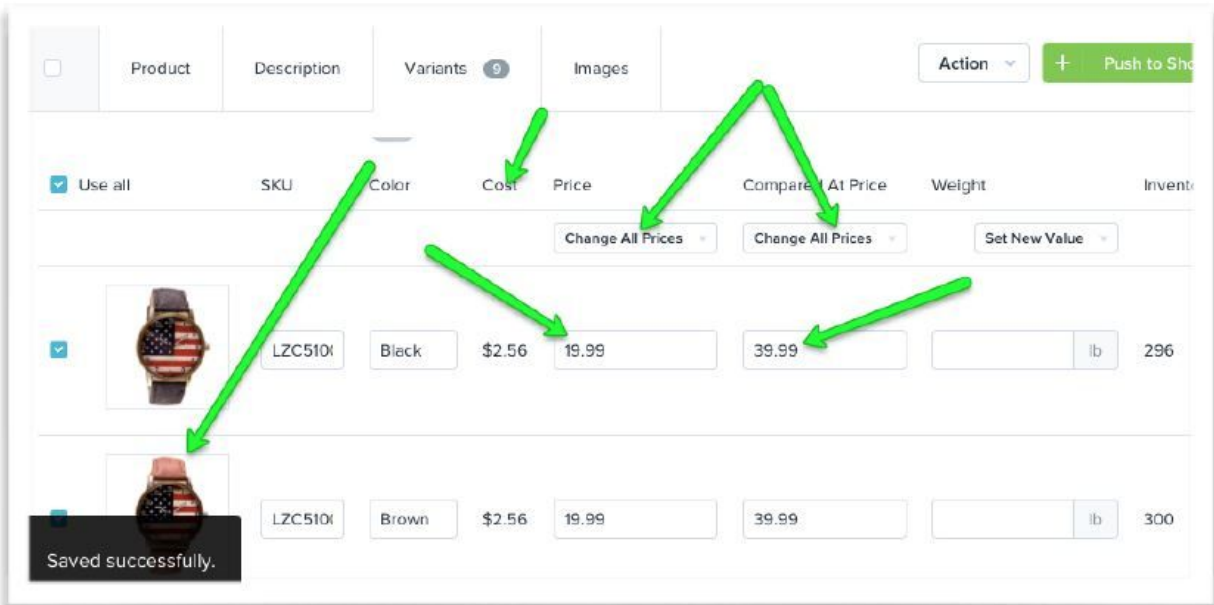 Product Description Variants 9 Images Action + Push to Sho
Use all SKU Color Cost Price Compared At Price Weight Invent
Change All Prices Change All Prices Set New Value
LZC510 Black $2.56 19.99 39.99 lb 296
LZC510 Brown $2.56 19.99 39.99 lb 300
Saved successfully.